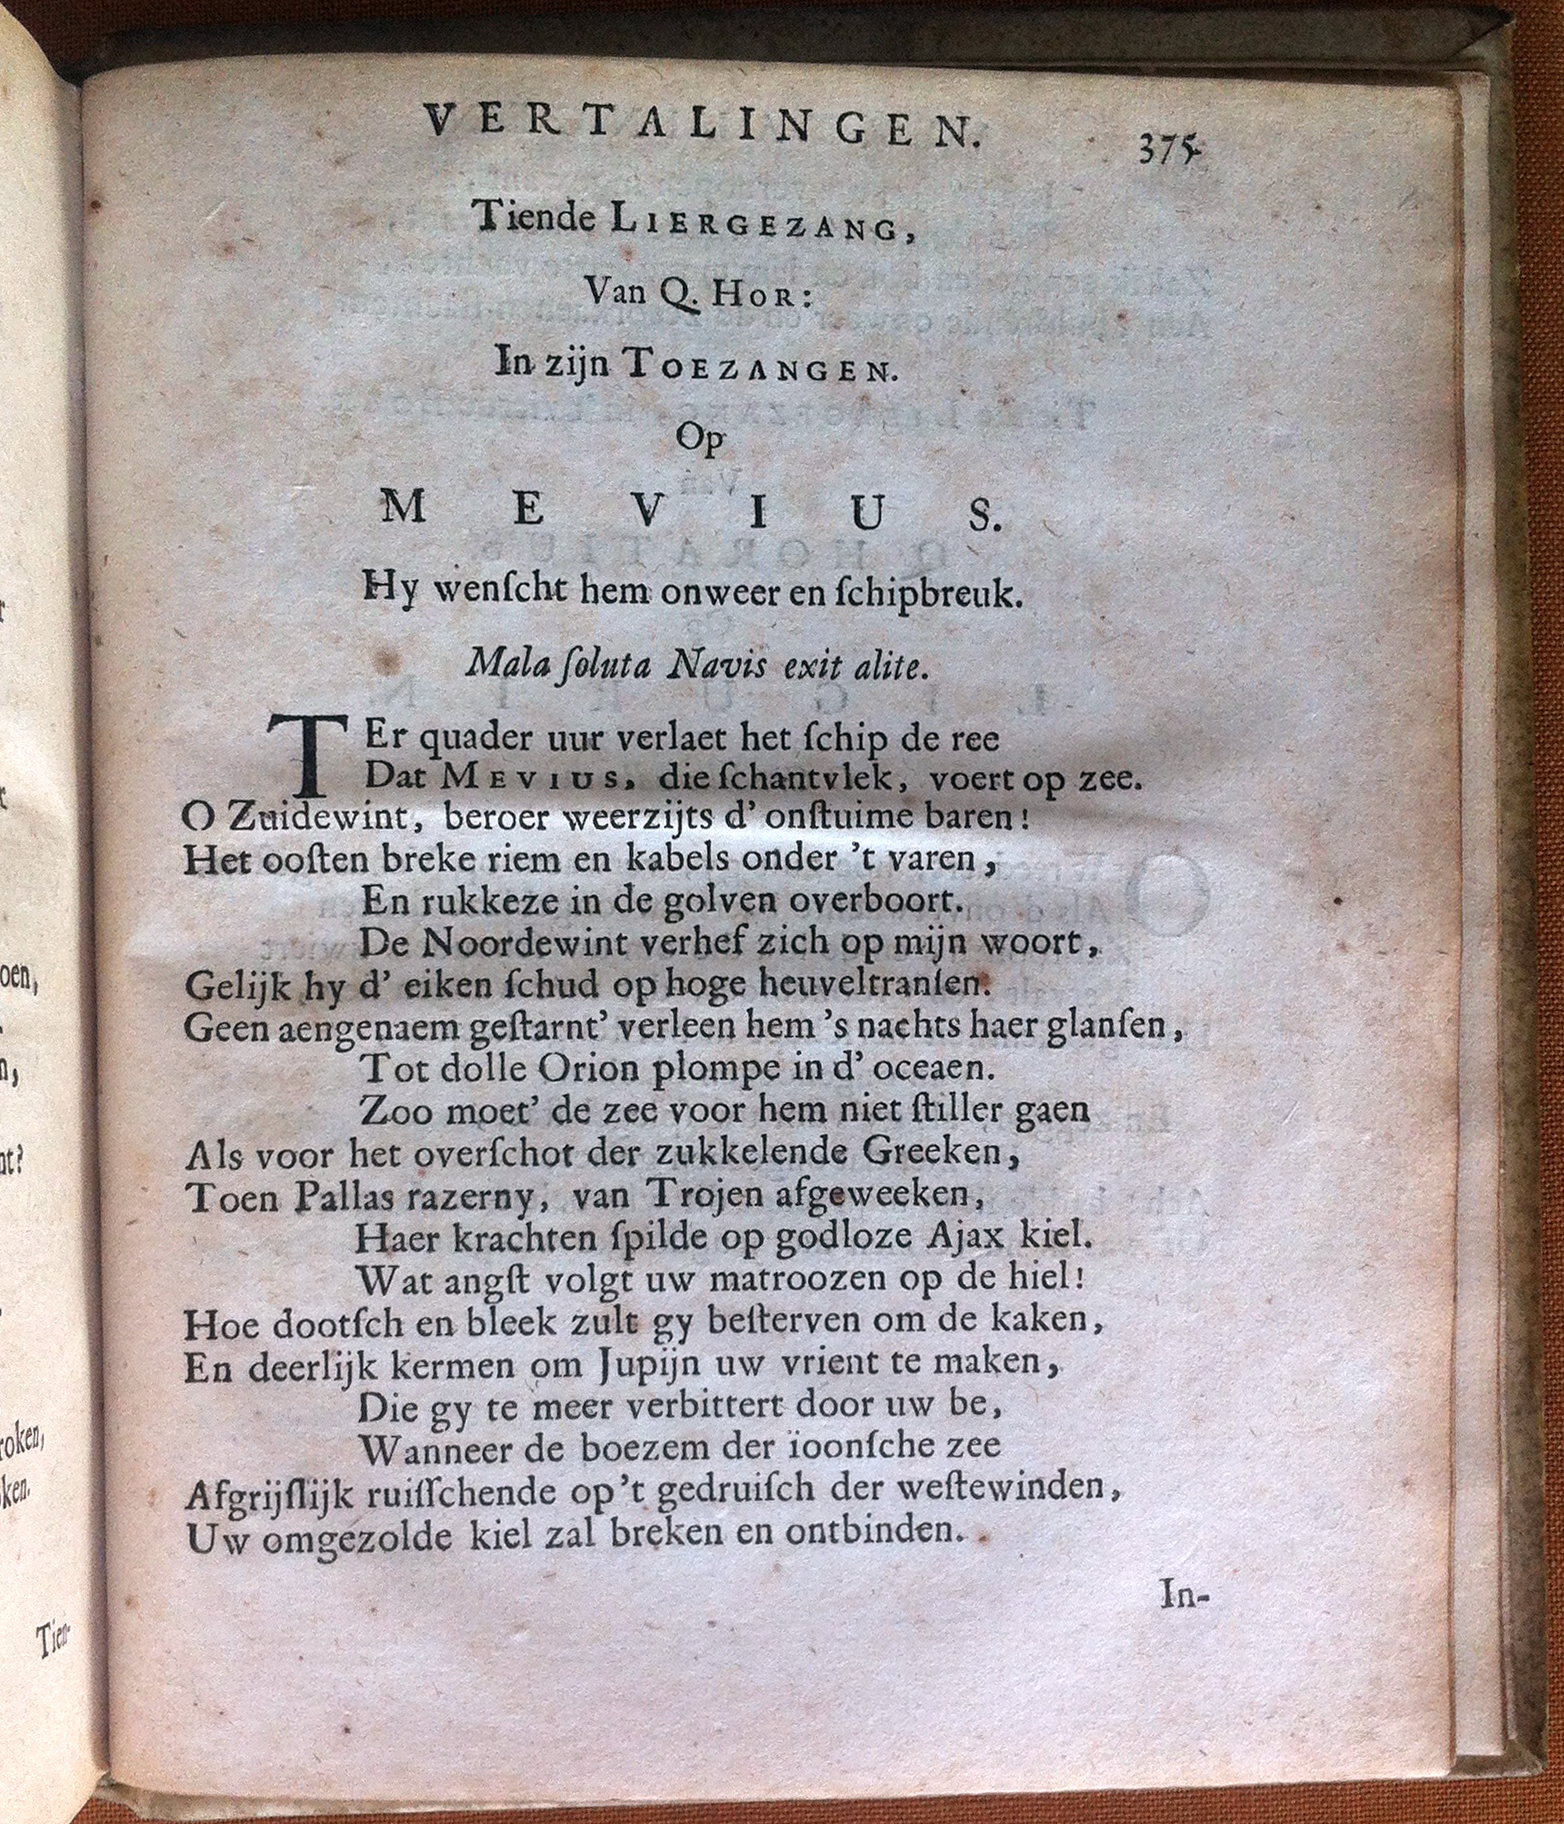 VERTALINGEN. 375
Tiende LIERGEZANG,
Van Q. HOR:
In zijn TOEZANGEN.
Op
MEVIUS.
Hy wenſcht hem onweer en ſchipbreuk.
Mala ſoluta Navis exit alite.
TEr quader uur verlaet het ſchip de ree
Dat MEVIUS, die ſchantvlek, voert op zee.
O Zuidewint, beroer weerzijts d' onſtuime baren!
Het ooſten breke riem en kabels onder 't varen,
En rukkeze in de golven overboort.
De Noordewint verhef zich op mijn woort,
Gelijk hy d' eiken ſchud op hoge heuveltranſen.
Geen aengenaem geſtarnt' verleen hem 's nachts haer glanſen,
Tot dolle Orion plompe in d' oceaen.
Zoo moet' de zee voor hem niet ſtiller gaen
Als voor het overſchot der zukkelende Greeken,
Toen Pallas razerny, van Trojen afgeweeken,
Haer krachten ſpilde op godloze Ajax kiel.
Wat angſt volgt uw matroozen op de hiel!
Hoe dootſch en bleek zult gy beſterven om de kaken,
En deerlijk kermen om Jupijn uw vrient te maken,
Die gy te meer verbittert door uw be,
Wanneer de boezem der ïoonſche zee
Afgrijſlijk ruiſſchende op 't gedruiſch der weſtewinden,
Uw omgezolde kiel zal breken en ontbinden.
In-
oen,
nt?
roken,
ken.
Tien-